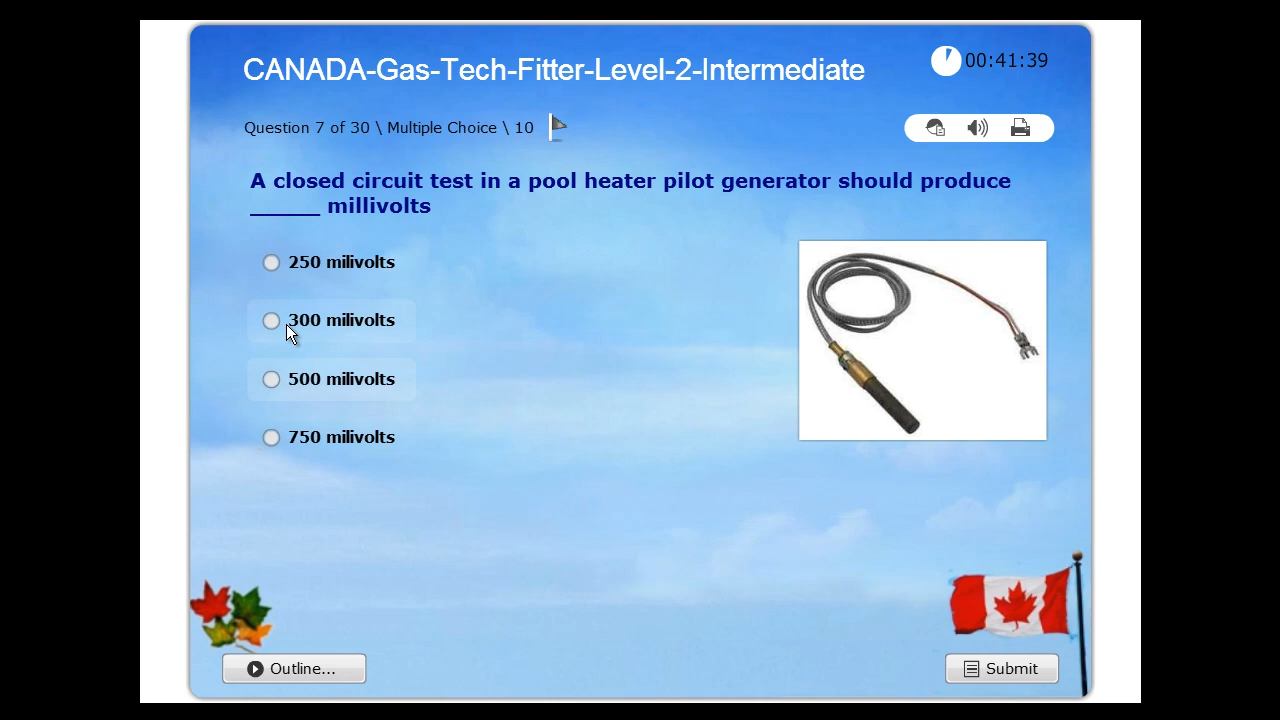 CANADA-Gas-Tech-Fitter-Level-2-Intermediate
00:41:39
Question 7 of 30 \ Multiple Choice \ 10
A closed circuit test in a pool heater pilot generator should produce
_____ millivolts
250 milivolts
300 milivolts
500 milivolts
750 milivolts
Outline...
Submit